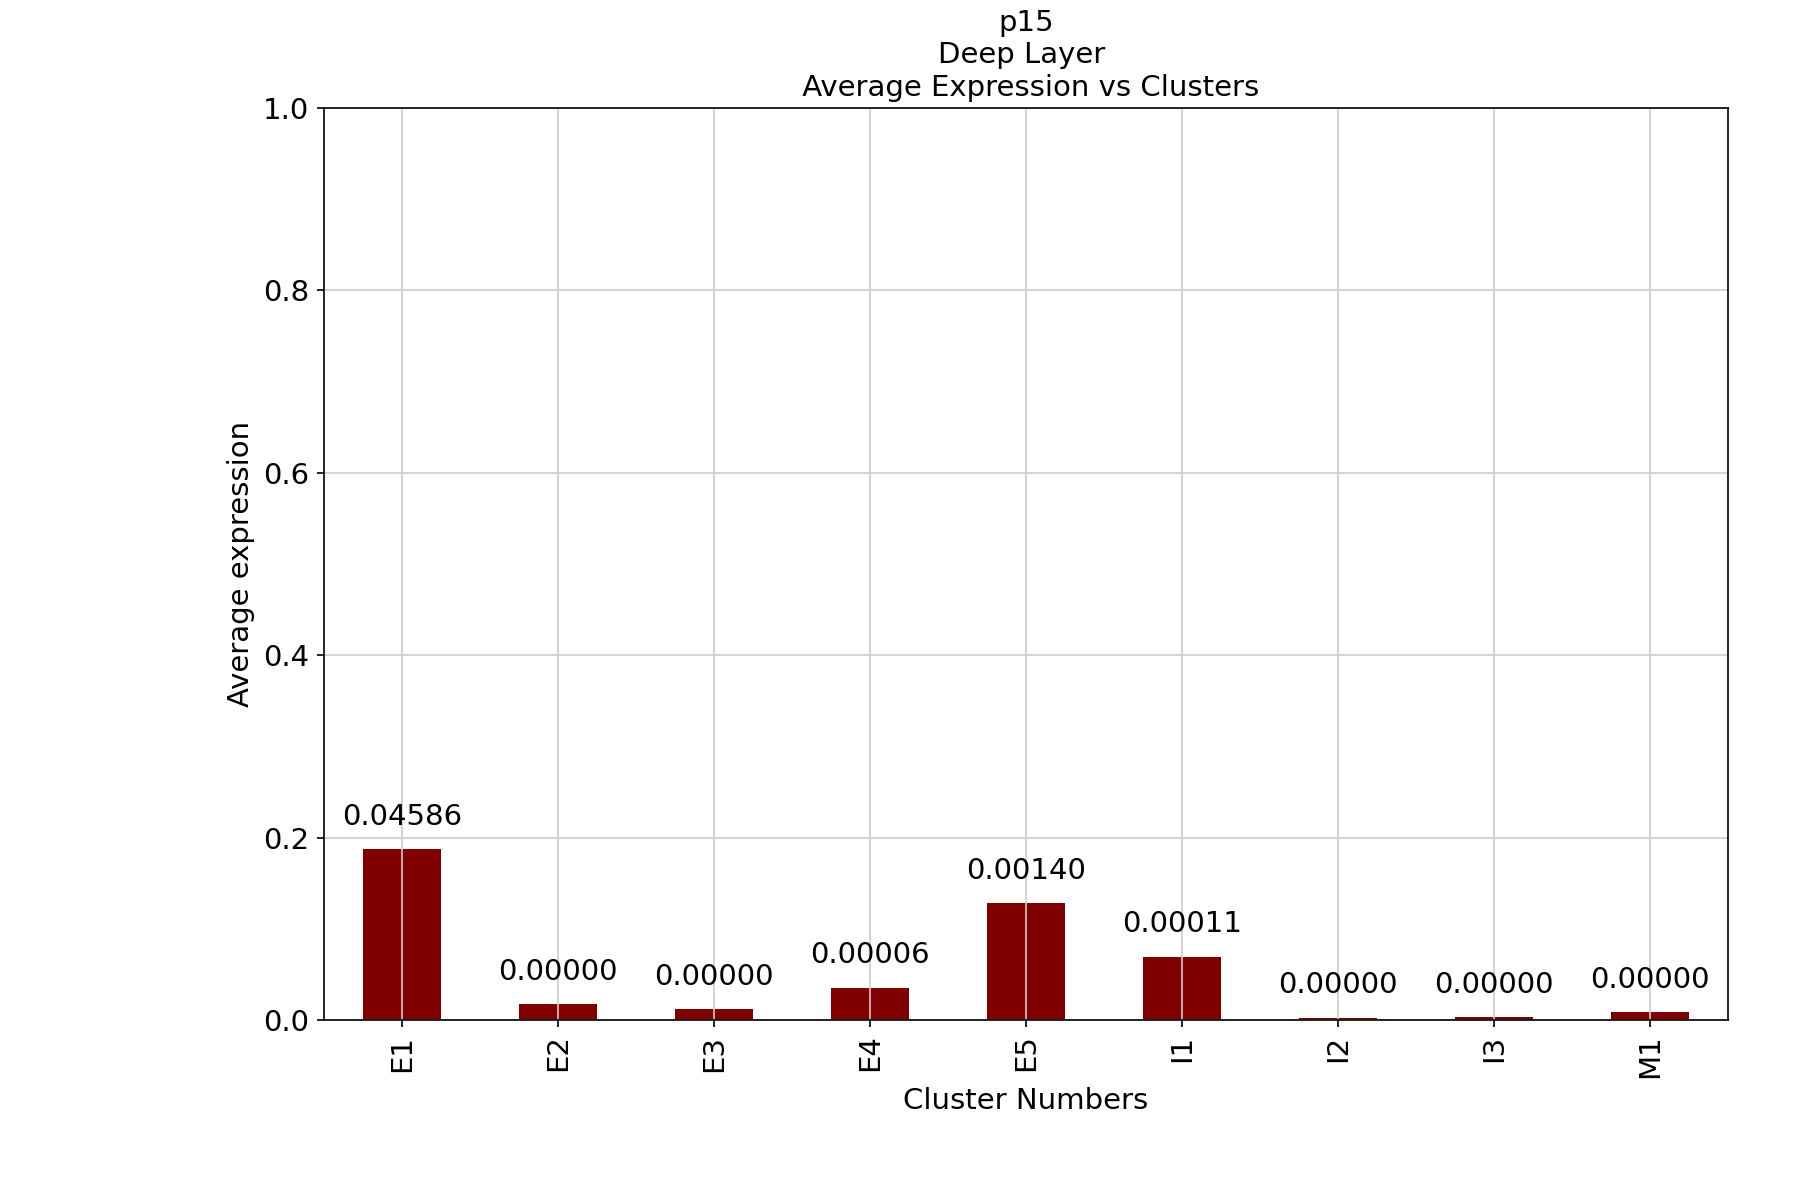 p15
Deep Layer
Average Expression vs Clusters
1.0
0.8
0.6
0.4
0.2
0.0
Average expression
0.04586
0.00000
0.00000
0.00006
0.00140
0.00011
0.00000
0.00000
0.00000
E1
E2
E3
E4
E5
I1
I2
I3
M1
Cluster Numbers